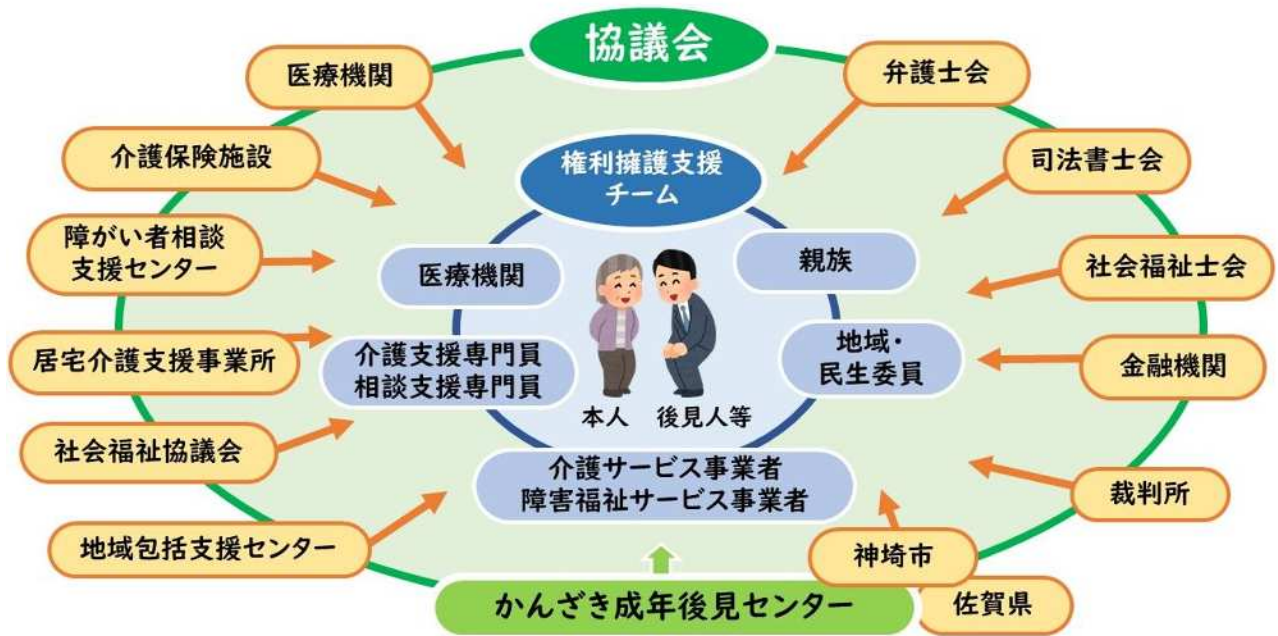 協議会
医療機関
弁護士会
介護保険施設
権利擁護支援
チーム
司法書士会
障がい者相談
支援センター
医療機関
親族
社会福祉士会
居宅介護支援事業所
介護支援専門員
相談支援専門員
地域・
民生委員
金融機関
本人
後見人等
社会福祉協議会
介護サービス事業者
障害福祉サービス事業者
裁判所
地域包括支援センター
神埼市
かんざき成年後見センター
佐賀県